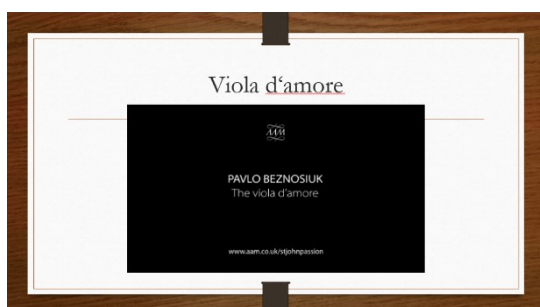 Viola d‘amore
AAM
PAVLO BEZNOSIUK
The viola d'amore
www.aam.co.uk/stjohnpassion